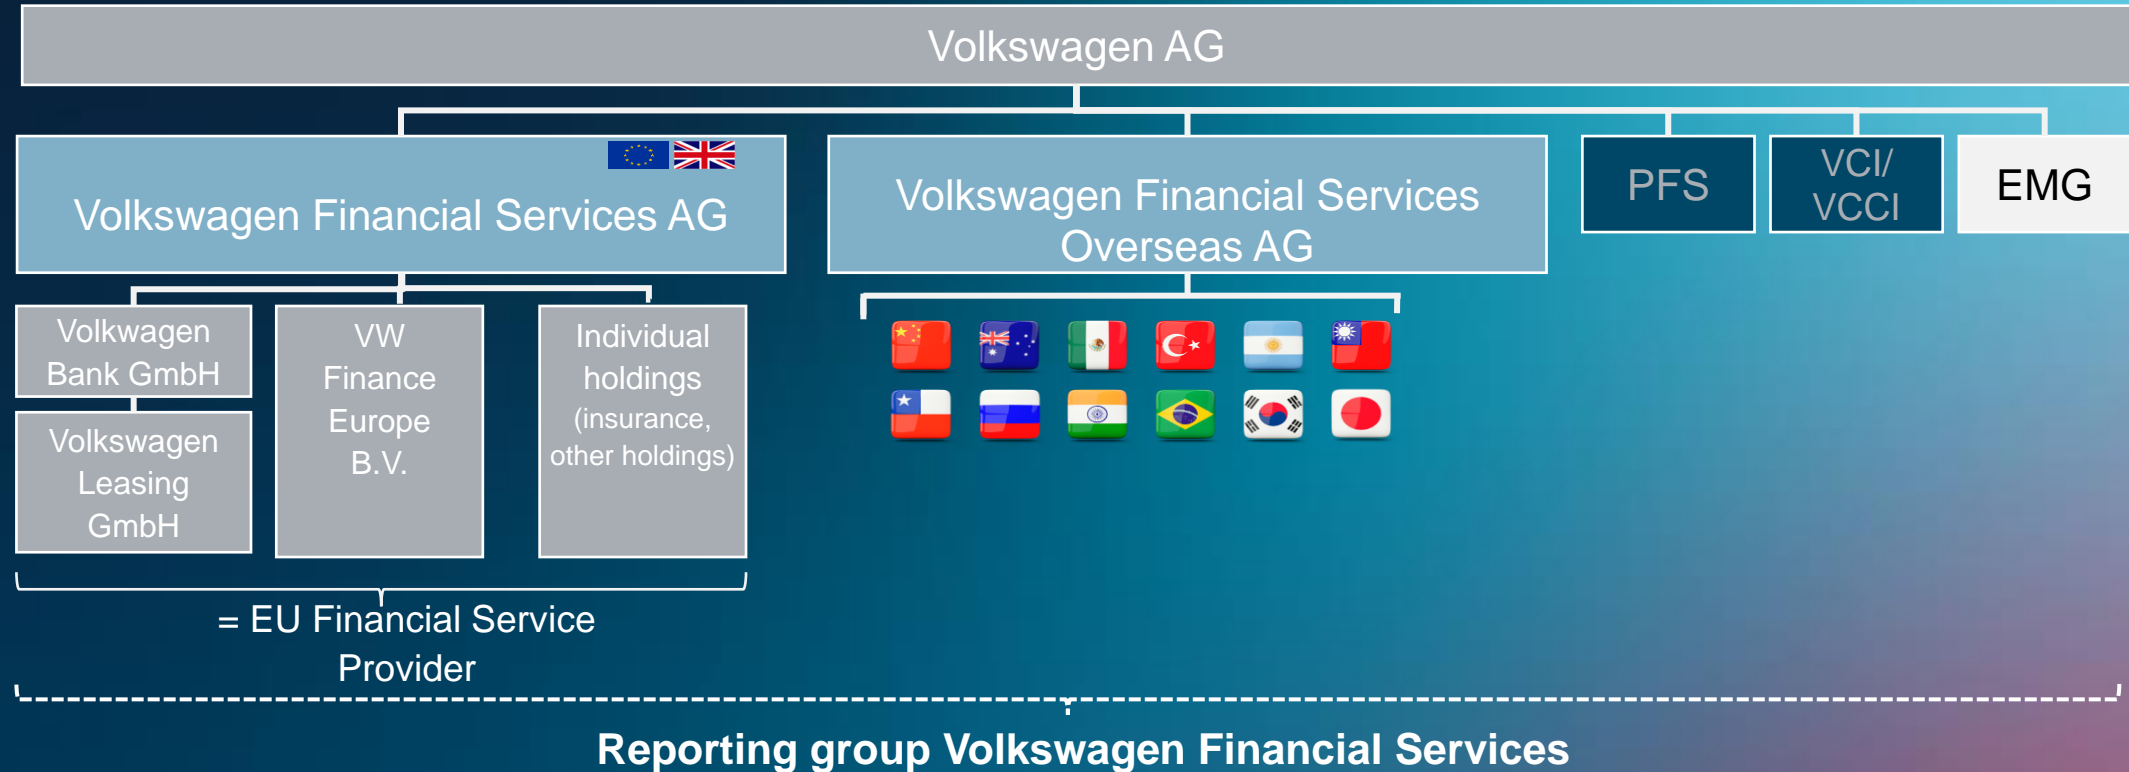 Volkswagen AG
Volkswagen Financial Services AG
Volkswagen Financial Services
Overseas AG
PFS
VCI/
VCCI
EMG
Volkwagen
Bank GmbH
Volkswagen
Leasing
GmbH
VW
Finance
Europe
B.V.
Individual
holdings
(insurance,
other holdings)
= EU Financial Service
Provider
Reporting group Volkswagen Financial Services